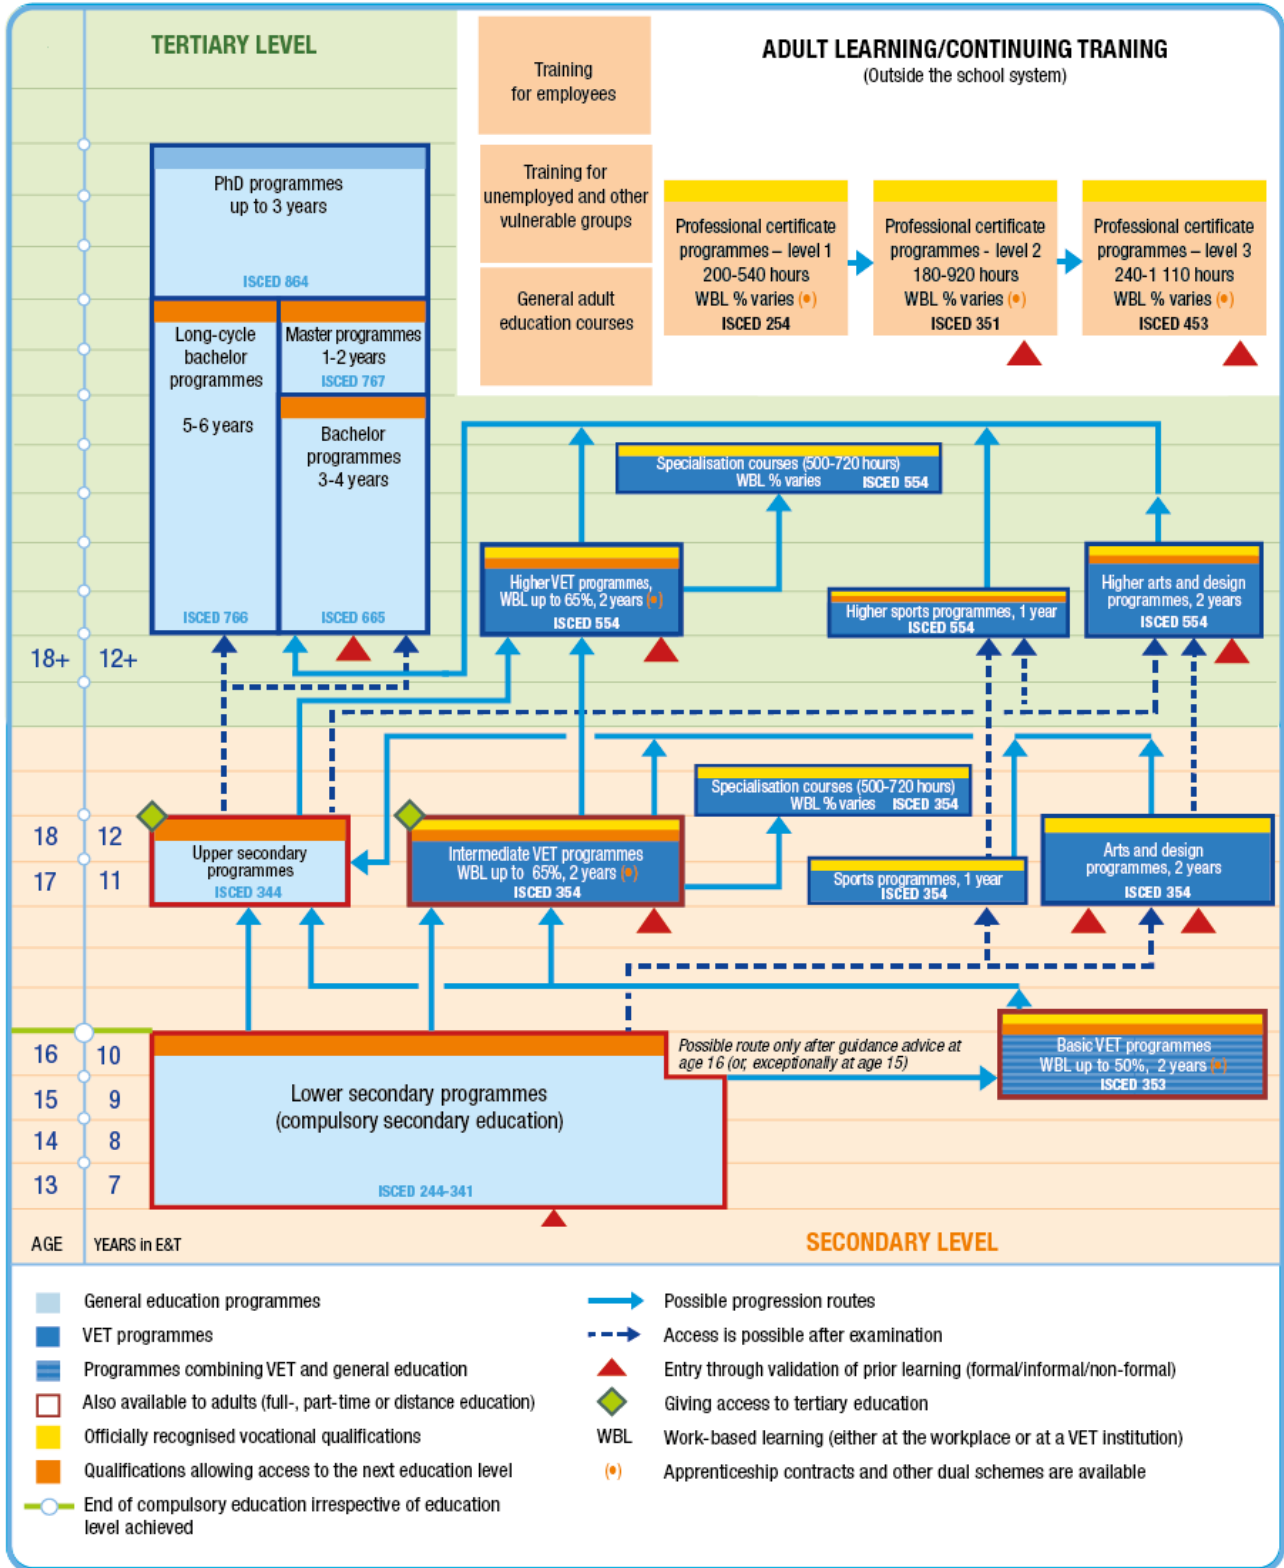 TERTIARY LEVEL
ADULT LEARNING/CONTINUING TRANING
(Outside the school system)
Training
for employees
Training for
unemployed and other
vulnerable groups
General adult
education courses
Professional certificate
programmes – level 1
200-540 hours
WBL % varies (•)
ISCED 254
Professional certificate
programmes - level 2
180-920 hours
WBL % varies (•)
ISCED 351
Professional certificate
programmes – level 3
240-1 110 hours
WBL % varies (•)
ISCED 453
PhD programmes
up to 3 years
ISCED 864
Long-cycle
bachelor
programmes
5-6 years
ISCED 766
Master programmes
1-2 years
ISCED 767
Bachelor
programmes
3-4 years
ISCED 665
Specialisation courses (500-720 hours)
WBL % varies ISCED 554
Higher VET programmes,
WBL up to 65%, 2 years (•)
ISCED 554
Higher sports programmes, 1 year
ISCED 554
Higher arts and design
programmes, 2 years
ISCED 554
18+ 12+
Specialisation courses (500-720 hours)
WBL % varies ISCED 354
18 12
17 11
Upper secondary
programmes
ISCED 344
Intermediate VET programmes
WBL up to 65%, 2 years (•)
ISCED 354
Sports programmes, 1 year
ISCED 354
Arts and design
programmes, 2 years
ISCED 354
16 10
15 9
14 8
13 7
Lower secondary programmes
(compulsory secondary education)
ISCED 244-341
Possible route only after guidance advice at
age 16 (or, exceptionally at age 15)
Basic VET programmes
WBL up to 50%, 2 years (•)
ISCED 353
AGE YEARS in E&T
SECONDARY LEVEL
General education programmes
VET programmes
Programmes combining VET and general education
Also available to adults (full-, part-time or distance education)
Officially recognised vocational qualifications
Qualifications allowing access to the next education level
End of compulsory education irrespective of education
level achieved
Possible progression routes
Access is possible after examination
Entry through validation of prior learning (formal/informal/non-formal)
Giving access to tertiary education
WBL Work-based learning (either at the workplace or at a VET institution)
(•) Apprenticeship contracts and other dual schemes are available